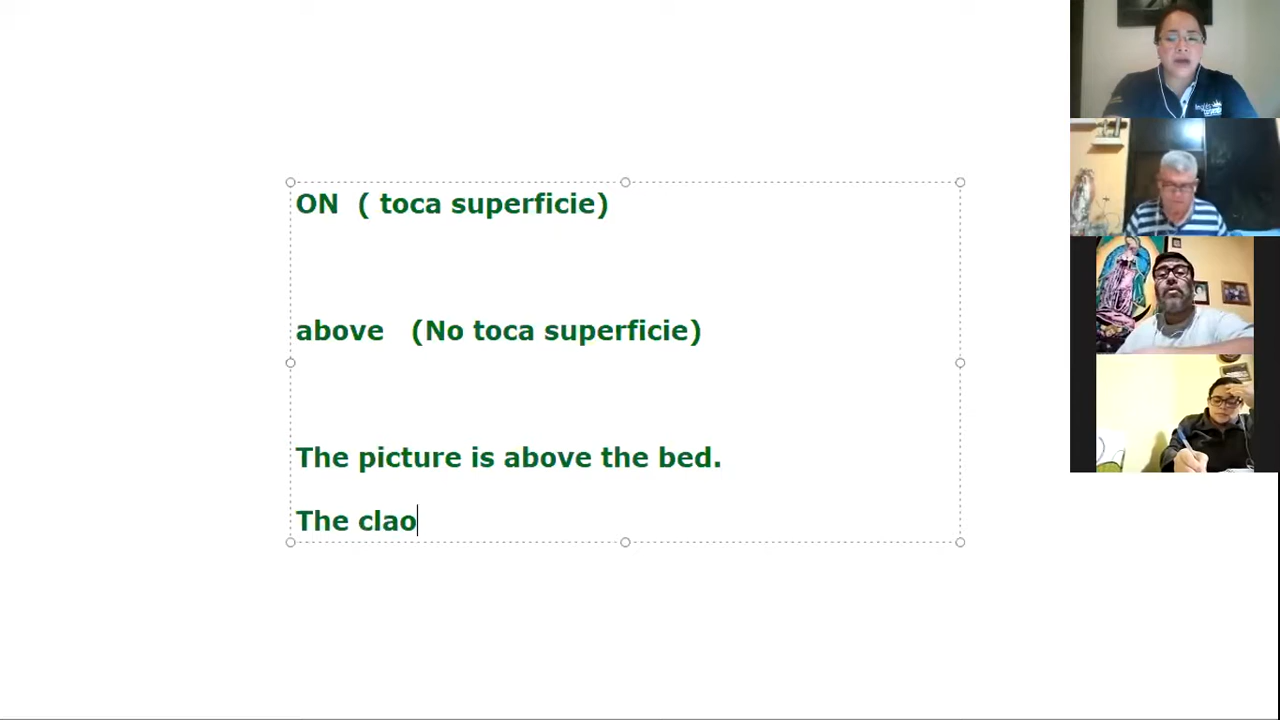 ON ( toca superficie)
above (No toca superficie)
The picture is above the bed.
The clao